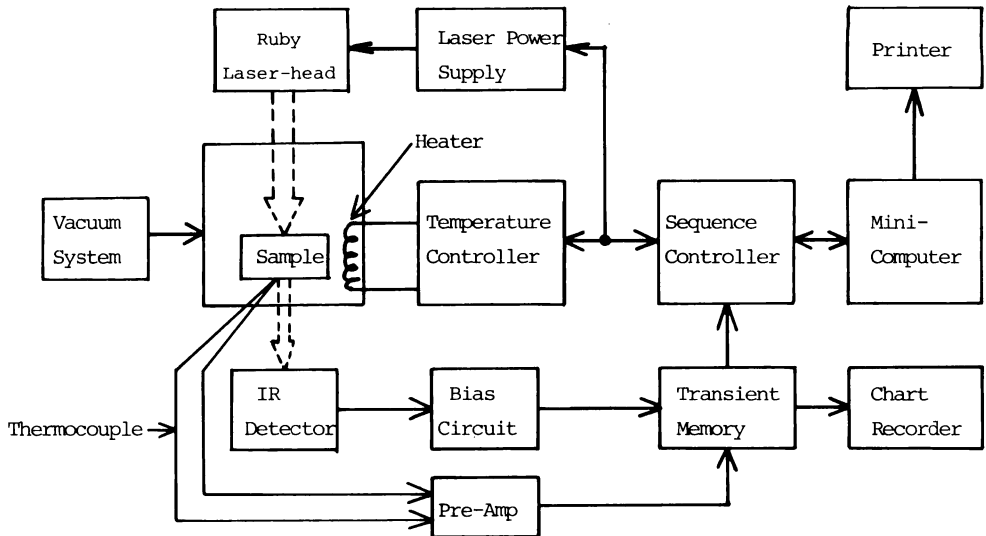 Ruby
Laser-head
Laser Power
Supply
Printer
Heater
Vacuum
System
Sample
Temperature
Controller
Sequence
Controller
Mini-
Computer
IR
Detector
Bias
Circuit
Transient
Memory
Chart
Recorder
Thermocouple
Pre-Amp